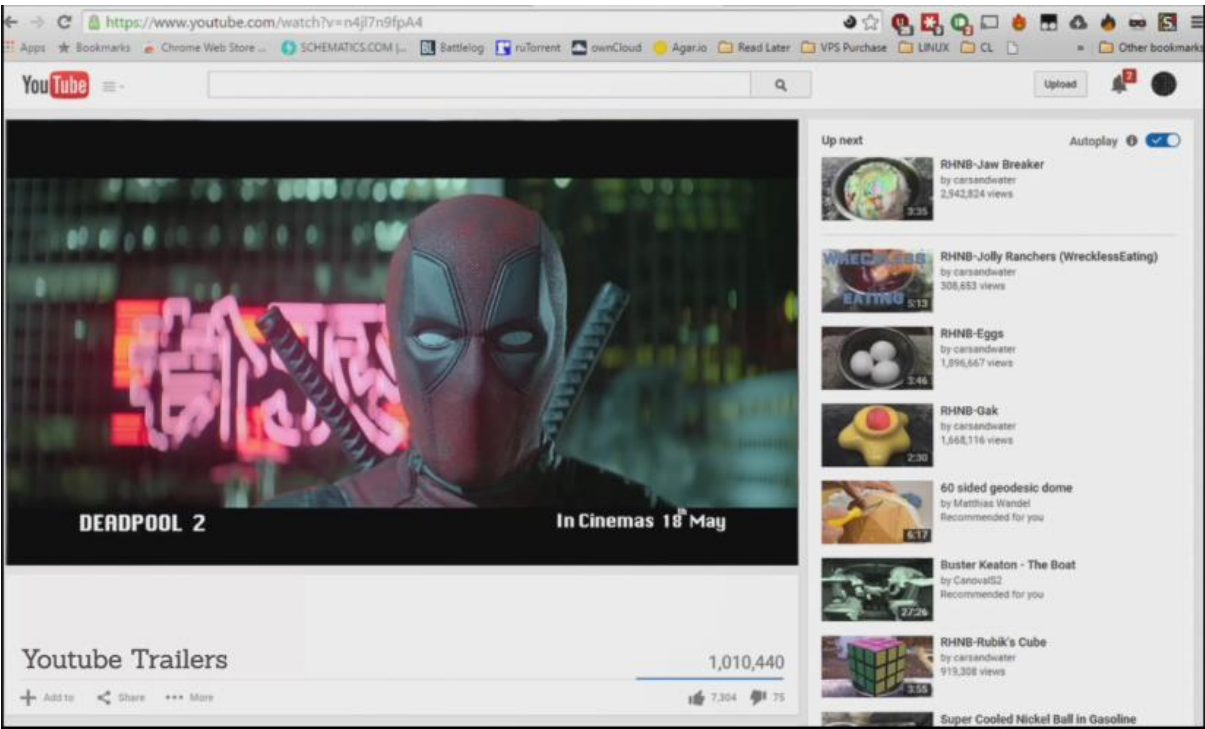 https://www.youtube.com/watch?v=n4jl7n9fpA4
Apps Bookmarks Chrome Web Store ... SCHEMATICS.COM |... Battlelog ruTorrent ownCloud Agar.io Read Later VPS Purchase LINUX CL » Other bookmarks
YouTube
Upload
2
DEADPOOL 2
In Cinemas 18th May
Youtube Trailers
1,010,440
Add to Share More
7,304 75
Up next
Autoplay
RHNB-Jaw Breaker
by carsandwater
2,942,824 views
3:35
RHNB-Jolly Ranchers (WrecklessEating)
by carsandwater
308,653 views
WRECKLESS
EATING
5:13
RHNB-Eggs
by carsandwater
1,896,667 views
3:46
RHNB-Gak
by carsandwater
1,668,116 views
2:30
60 sided geodesic dome
by Matthias Wandel
Recommended for you
6:17
Buster Keaton - The Boat
by CanovalS2
Recommended for you
27:26
RHNB-Rubik's Cube
by carsandwater
919,308 views
3:55
Super Cooled Nickel Ball in Gasoline